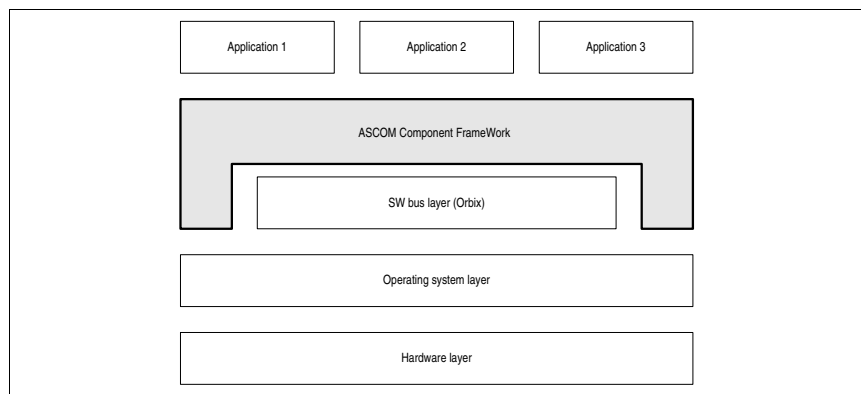 Application 1
Application 2
Application 3
ASCOM Component FrameWork
SW bus layer (Orbix)
Operating system layer
Hardware layer